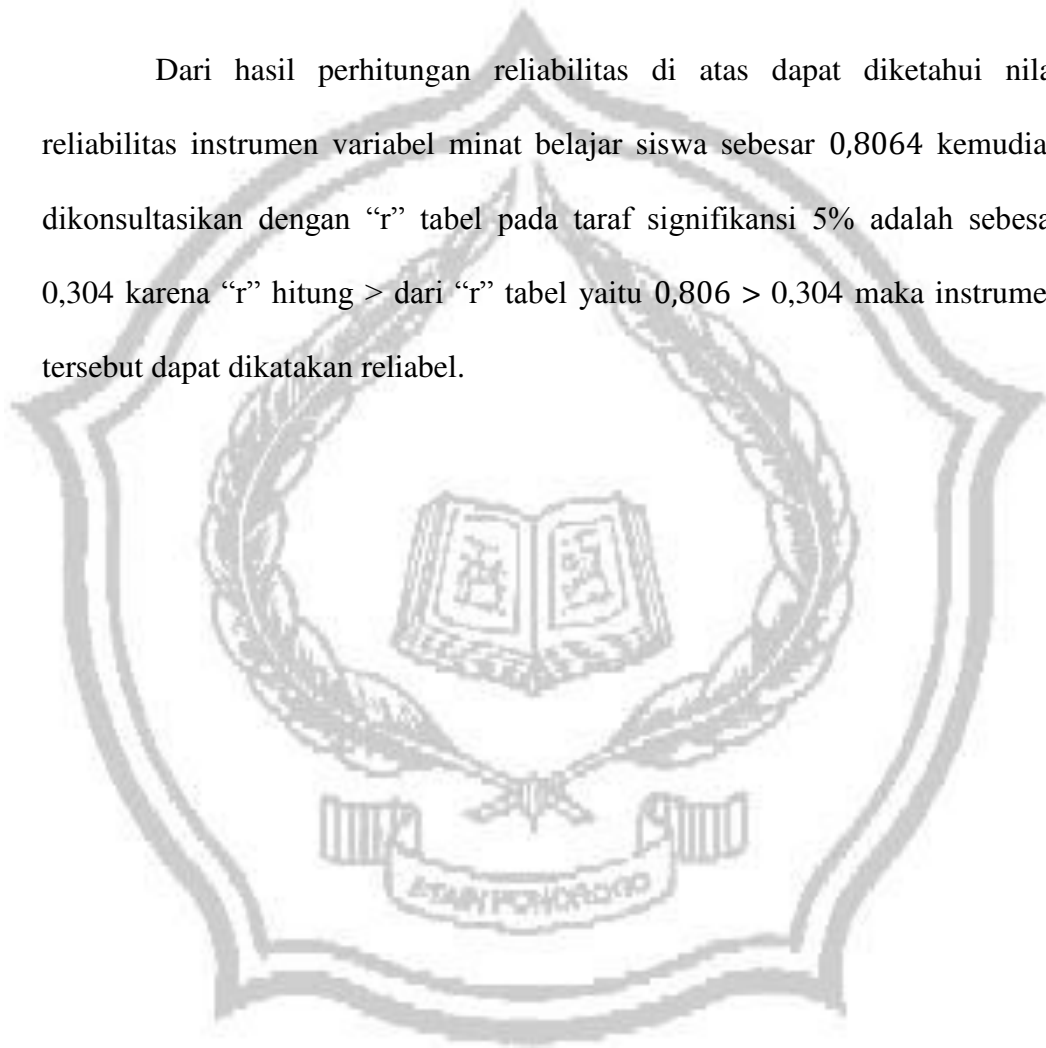 Dari hasil perhitungan reliabilitas di atas dapat diketahui nila
reliabilitas instrumen variabel minat belajar siswa sebesar 0,8064 kemudia
dikonsultasikan dengan “r” tabel pada taraf signifikansi 5% adalah sebesa
0,304 karena “r” hitung > dari “r” tabel yaitu 0,806 > 0,304 maka instrume
tersebut dapat dikatakan reliabel.
STAIN PONOROGO